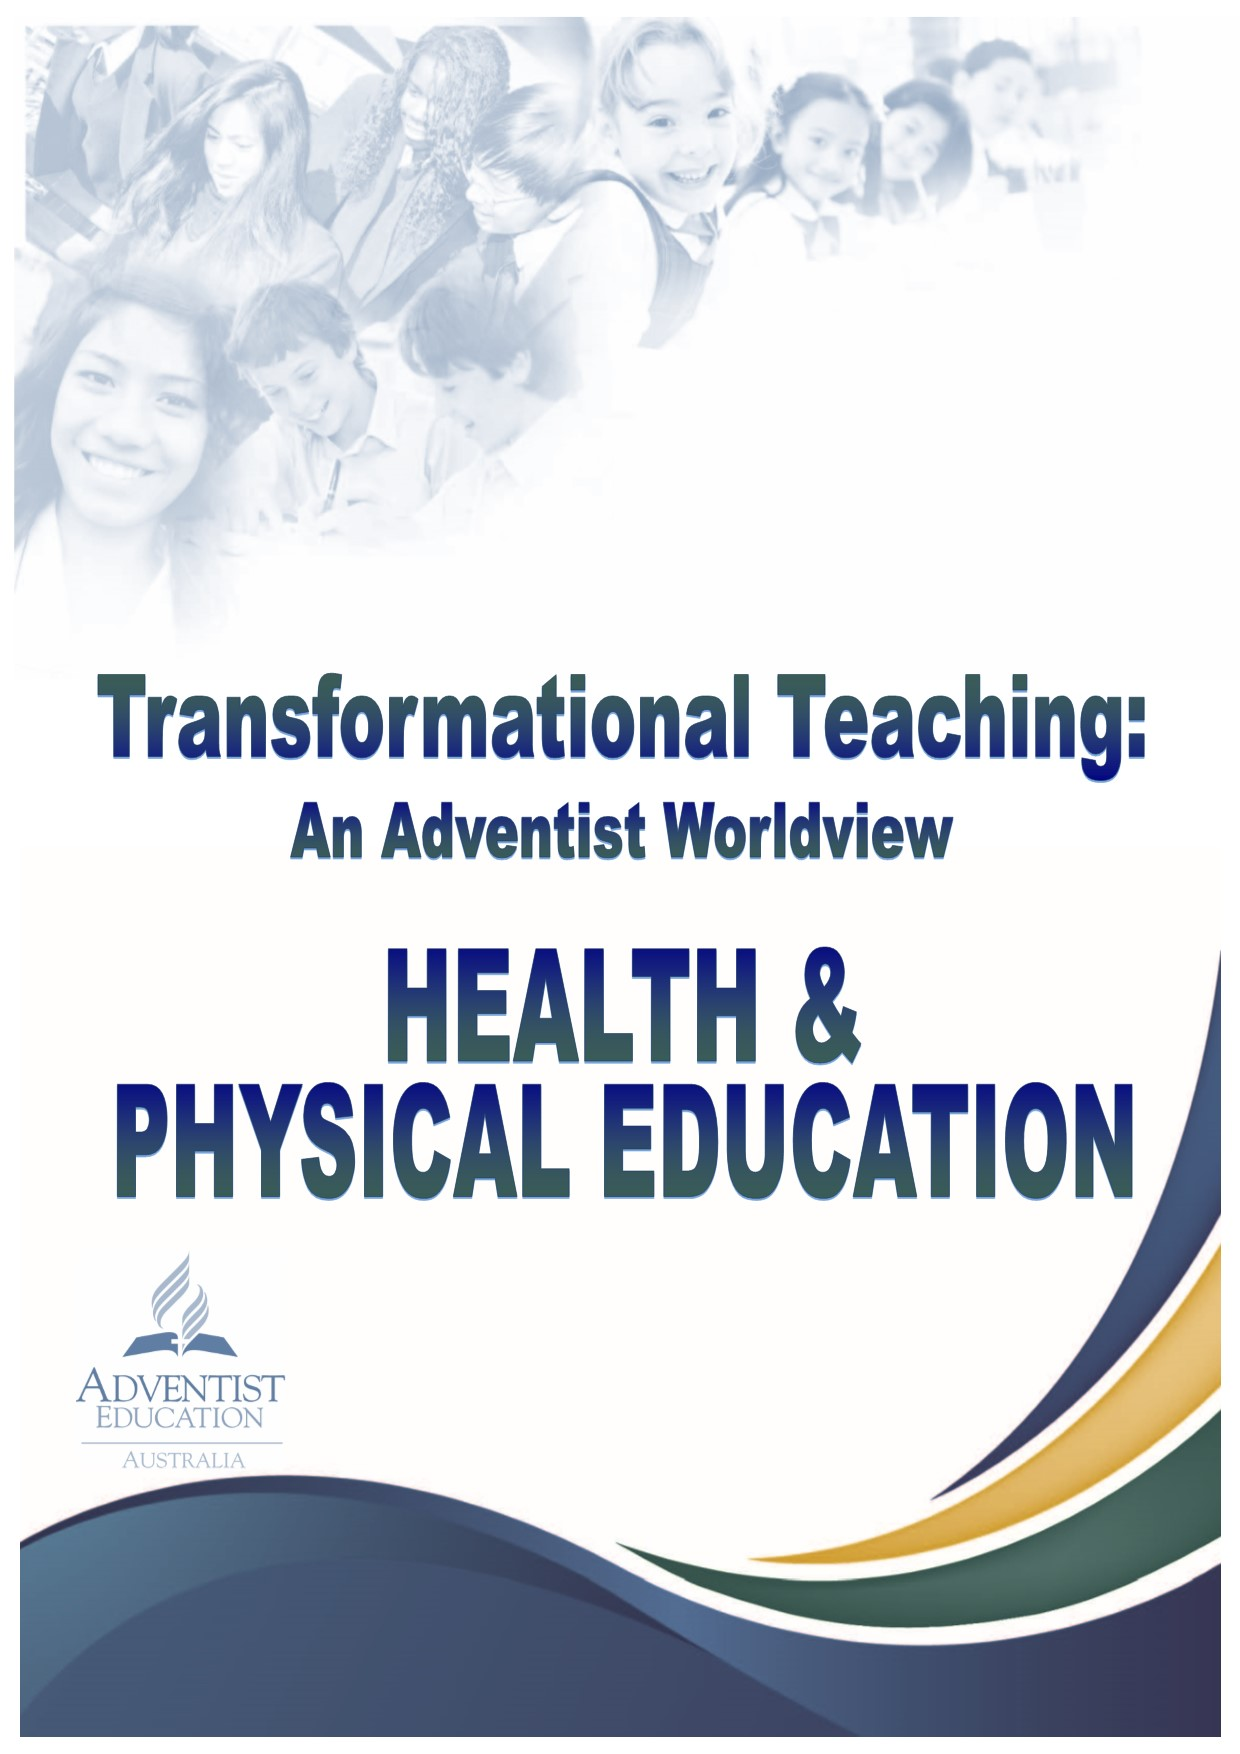 Transformational Teaching:
An Adventist Worldview
HEALTH &
PHYSICAL EDUCATION
ADVENTIST
EDUCATION
AUSTRALIA